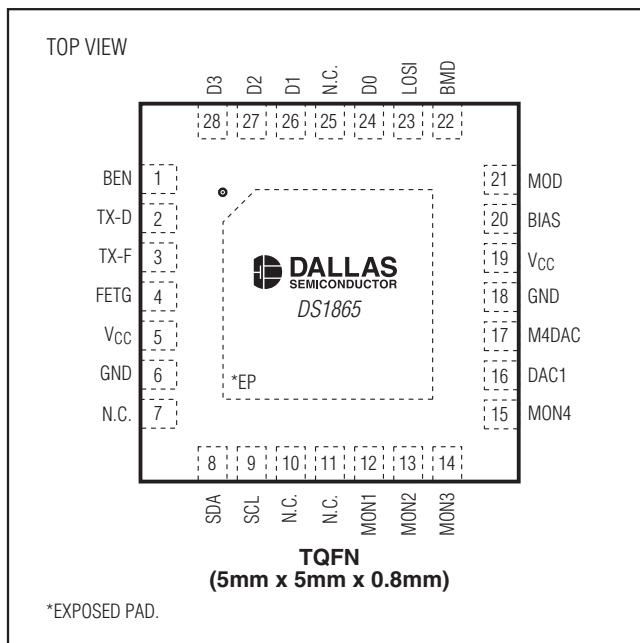 TOP VIEW
D3 D2 D1 N.C. D0 LOSI BMD
28 27 26 25 24 23 22
BEN 1
TX-D 2
TX-F 3
FETG 4
VCC 5
GND 6
N.C. 7
21 MOD
20 BIAS
19 VCC
18 GND
17 M4DAC
16 DAC1
15 MON4
DALLAS
SEMICONDUCTOR
DS1865
*EP
8 9 10 11 12 13 14
SDA SCL N.C. N.C. MON1 MON2 MON3
TQFN
(5mm x 5mm x 0.8mm)
*EXPOSED PAD.